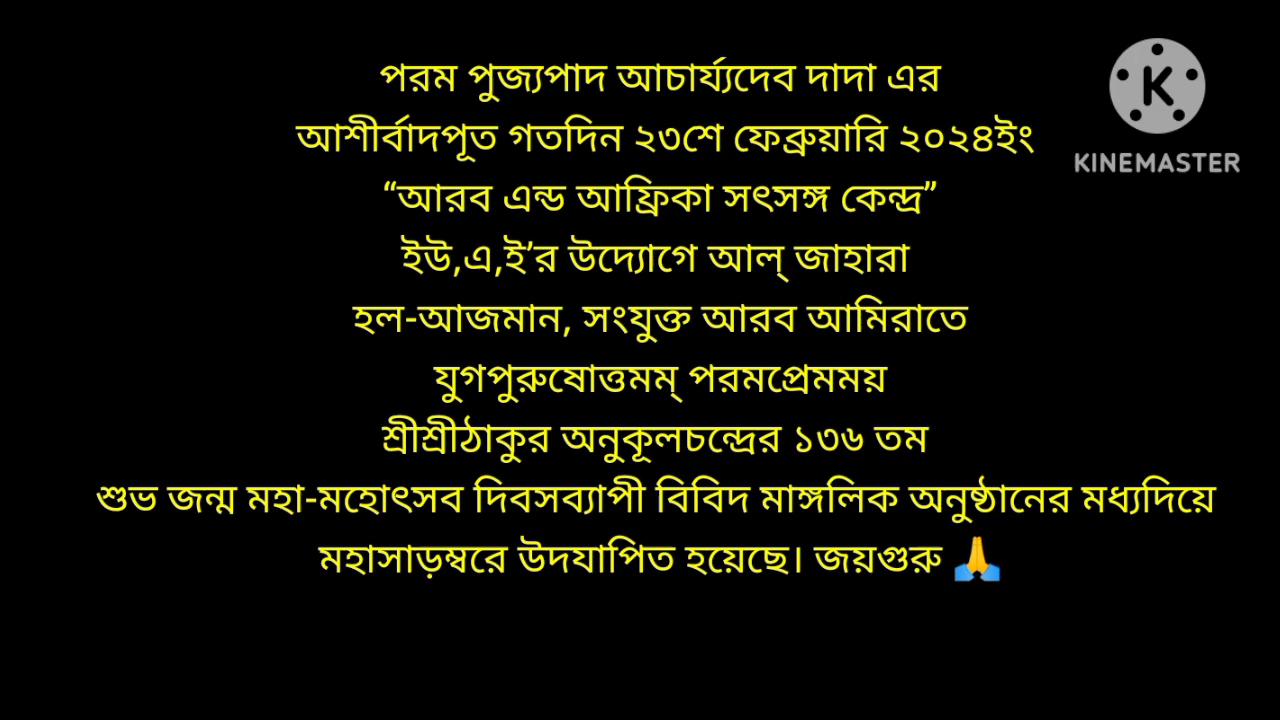 পরম পুজ্যপাদ আচার্য্যদেব দাদা এর
আশীর্বাদপূত গতদিন ২৩শে ফেব্রুয়ারি ২০২৪ইং
“আরব এন্ড আফ্রিকা সৎসঙ্গ কেন্দ্র”
ইউ,এ,ই’র উদ্যোগে আল্ জাহারা
হল-আজমান, সংযুক্ত আরব আমিরাতে
যুগপুরুষোত্তমম্ পরমপ্রেমময়
শ্রীশ্রীঠাকুর অনুকূলচন্দ্রের ১৩৬ তম
শুভ জন্ম মহা-মহোৎসব দিবসব্যাপী বিবিদ মাঙ্গলিক অনুষ্ঠানের মধ্যদিয়ে
মহাসাড়ম্বরে উদযাপিত হয়েছে। জয়গুরু 🙏
K
KINEMASTER